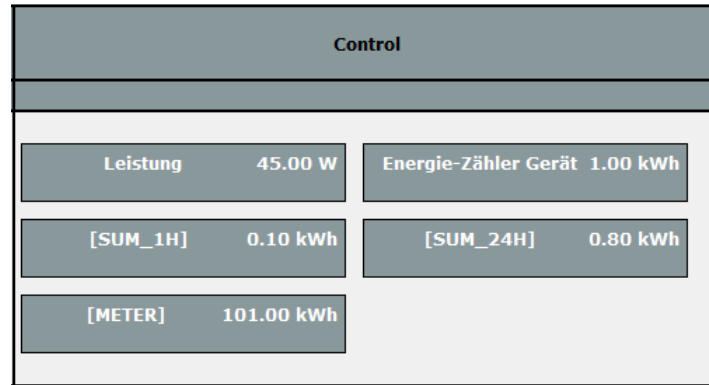 Control
Leistung 45.00 W
Energie-Zähler Gerät 1.00 kWh
[SUM_1H] 0.10 kWh
[SUM_24H] 0.80 kWh
[METER] 101.00 kWh